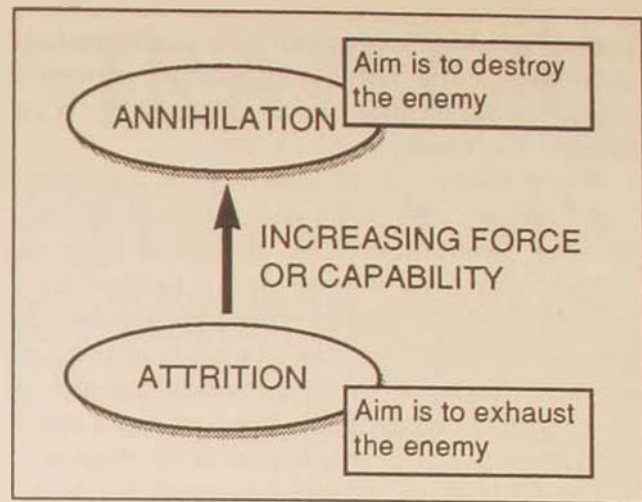 Aim is to destroy
the enemy
ANNIHILATION
INCREASING FORCE
OR CAPABILITY
ATTRITION
Aim is to exhaust
the enemy